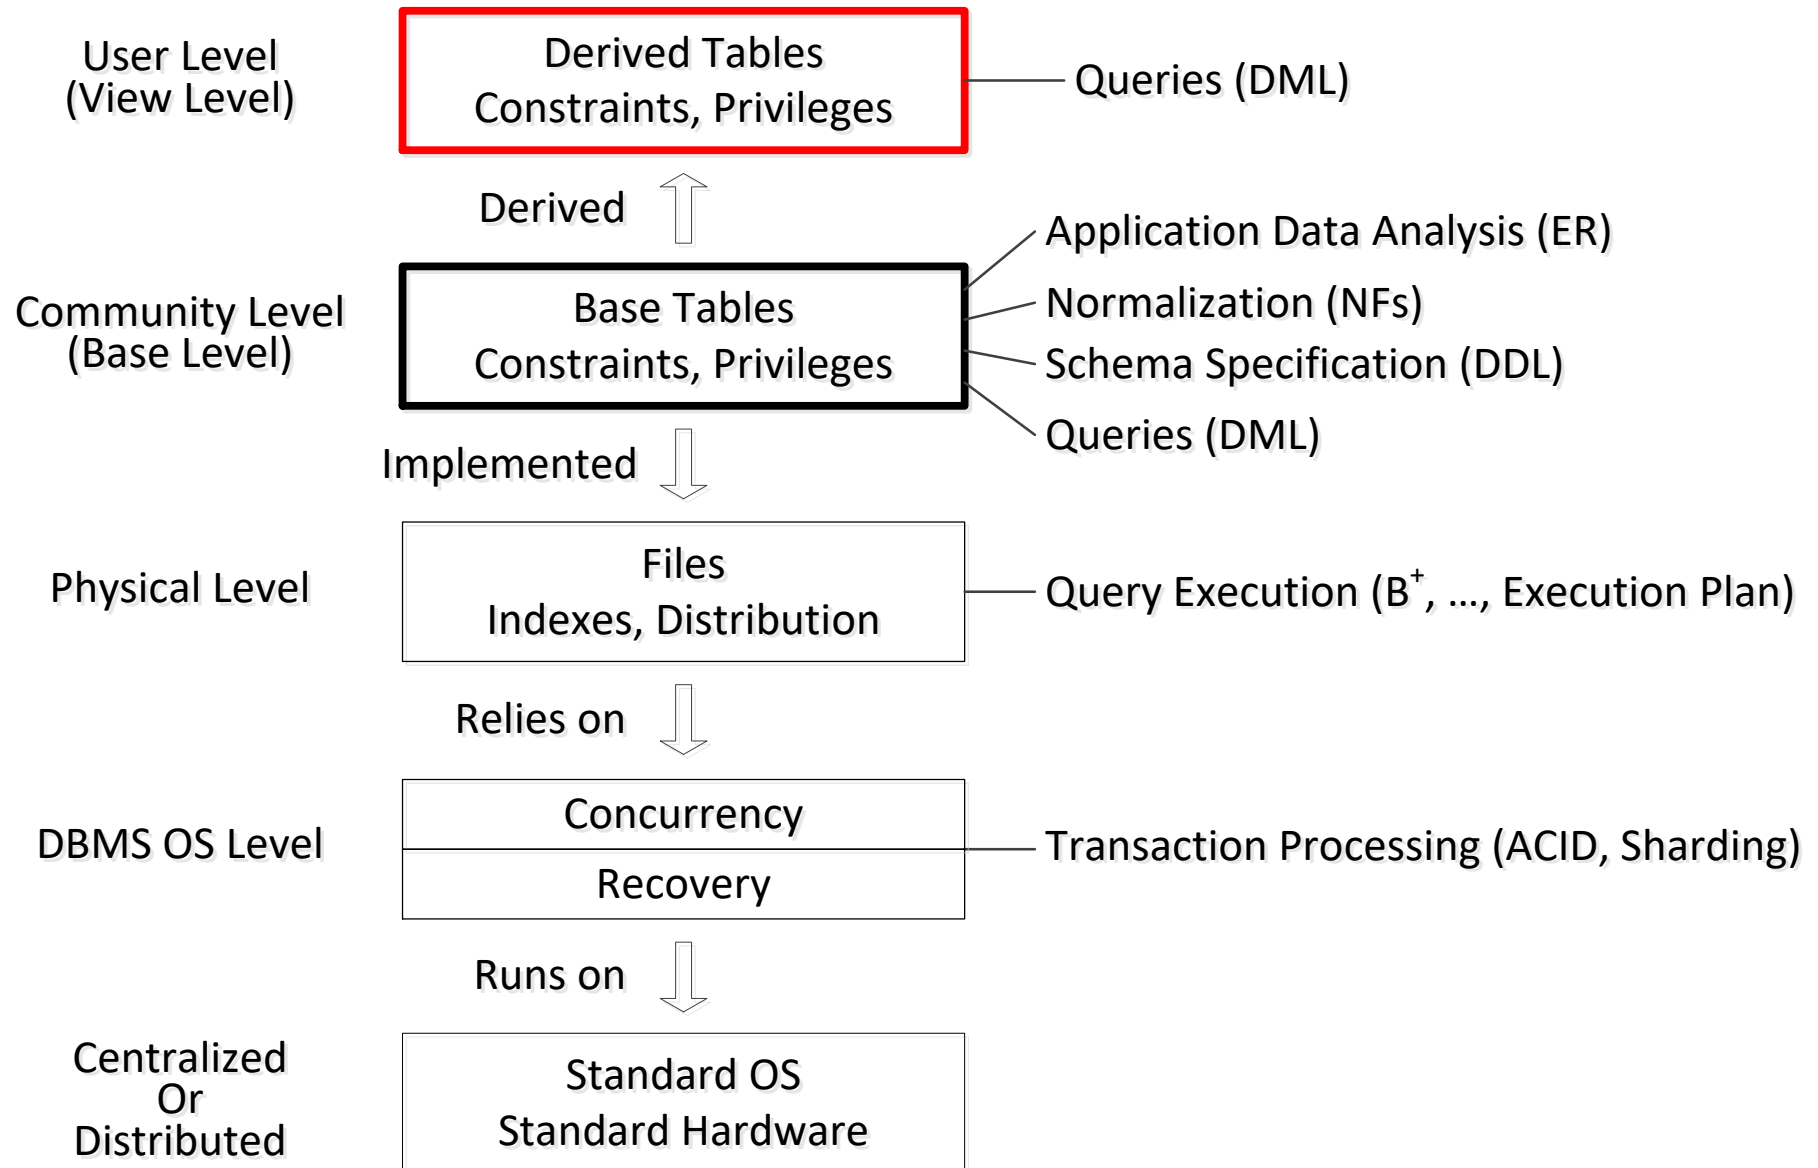 User Level
(View Level)
Derived Tables
Constraints, Privileges
Queries (DML)
Derived
Community Level
(Base Level)
Base Tables
Constraints, Privileges
Application Data Analysis (ER)
Normalization (NFs)
Schema Specification (DDL)
Queries (DML)
Implemented
Physical Level
Files
Indexes, Distribution
Query Execution (B⁺, ..., Execution Plan)
Relies on
DBMS OS Level
Concurrency
Recovery
Transaction Processing (ACID, Sharding)
Runs on
Centralized
Or
Distributed
Standard OS
Standard Hardware